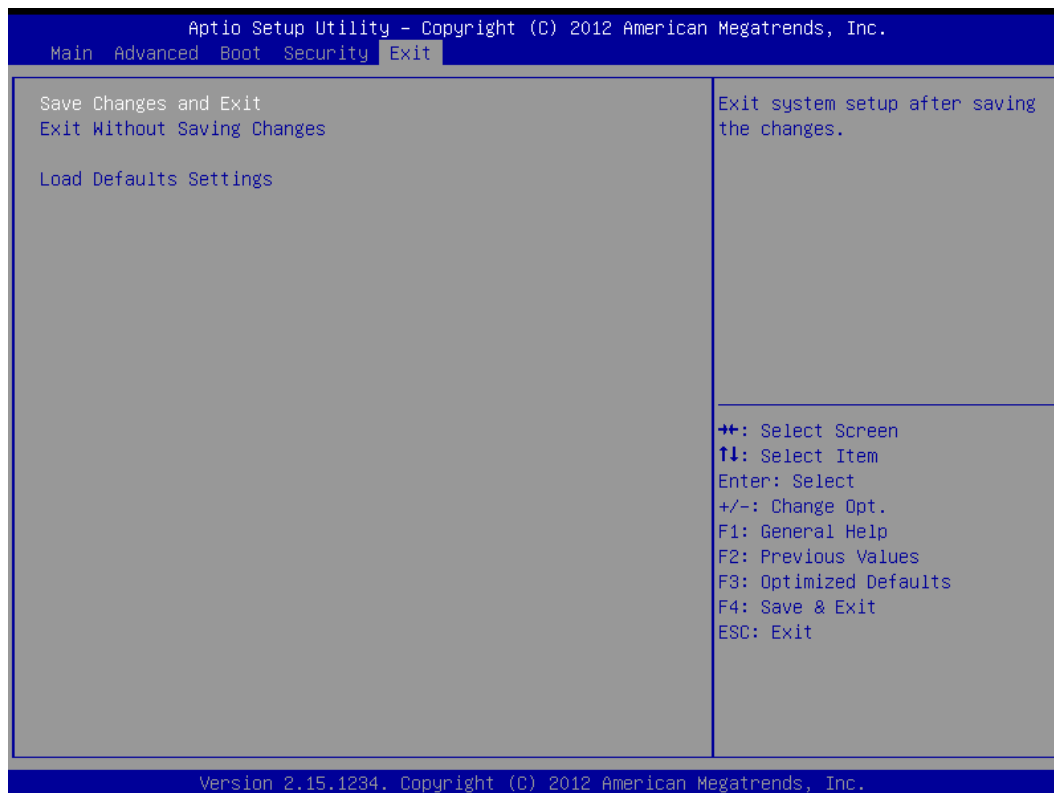 Aptio Setup Utility – Copyright (C) 2012 American Megatrends, Inc.
Main Advanced Boot Security Exit
Save Changes and Exit
Exit Without Saving Changes
Load Defaults Settings
Exit system setup after saving
the changes.
→←: Select Screen
↑↓: Select Item
Enter: Select
+/-: Change Opt.
F1: General Help
F2: Previous Values
F3: Optimized Defaults
F4: Save & Exit
ESC: Exit
Version 2.15.1234. Copyright (C) 2012 American Megatrends, Inc.